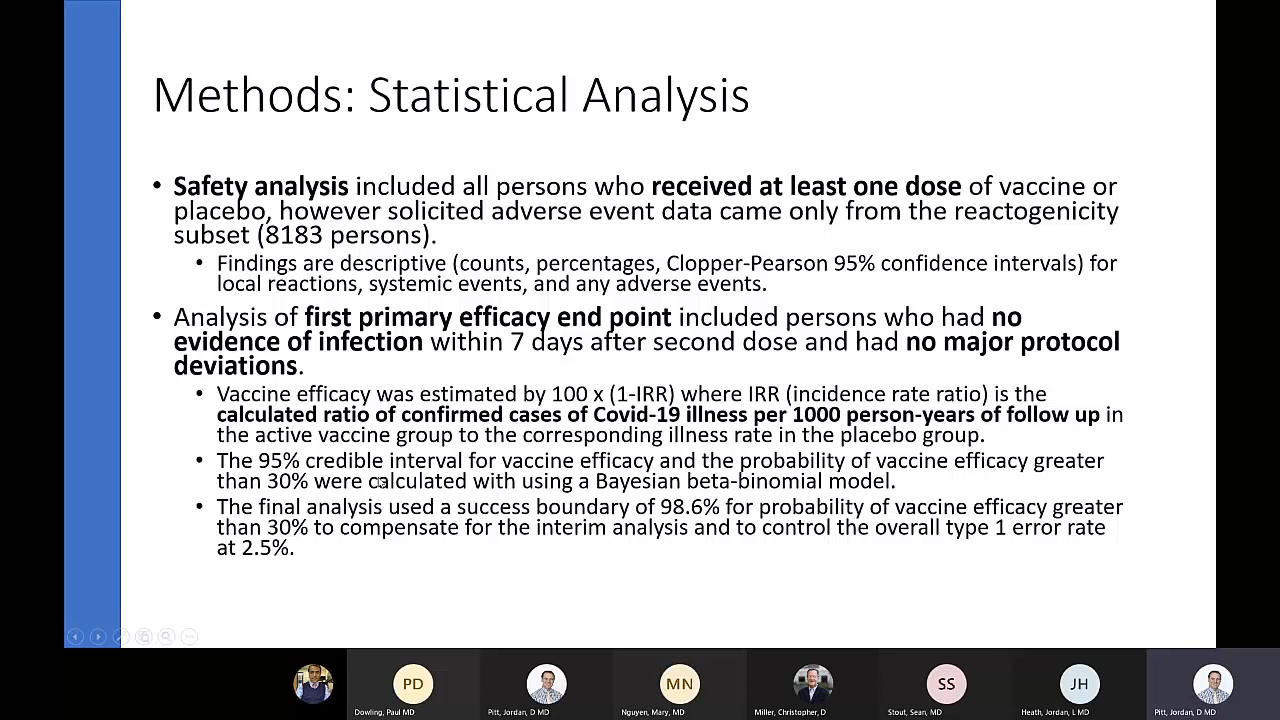 Methods: Statistical Analysis
• Safety analysis included all persons who received at least one dose of vaccine or
placebo, however solicited adverse event data came only from the reactogenicity
subset (8183 persons).
• Findings are descriptive (counts, percentages, Clopper-Pearson 95% confidence intervals) for
local reactions, systemic events, and any adverse events.
• Analysis of first primary efficacy end point included persons who had no
evidence of infection within 7 days after second dose and had no major protocol
deviations.
• Vaccine efficacy was estimated by 100 x (1-IRR) where IRR (incidence rate ratio) is the
calculated ratio of confirmed cases of Covid-19 illness per 1000 person-years of follow up in
the active vaccine group to the corresponding illness rate in the placebo group.
• The 95% credible interval for vaccine efficacy and the probability of vaccine efficacy greater
than 30% were calculated with using a Bayesian beta-binomial model.
• The final analysis used a success boundary of 98.6% for probability of vaccine efficacy greater
than 30% to compensate for the interim analysis and to control the overall type 1 error rate
at 2.5%.
PD MN SS JH
Dowling, Paul MD Pitt, Jordan, D MD Nguyen, Mary, MD Miller, Christopher, D Stout, Sean, MD Heath, Jordan, L MD Pitt, Jordan, D MD